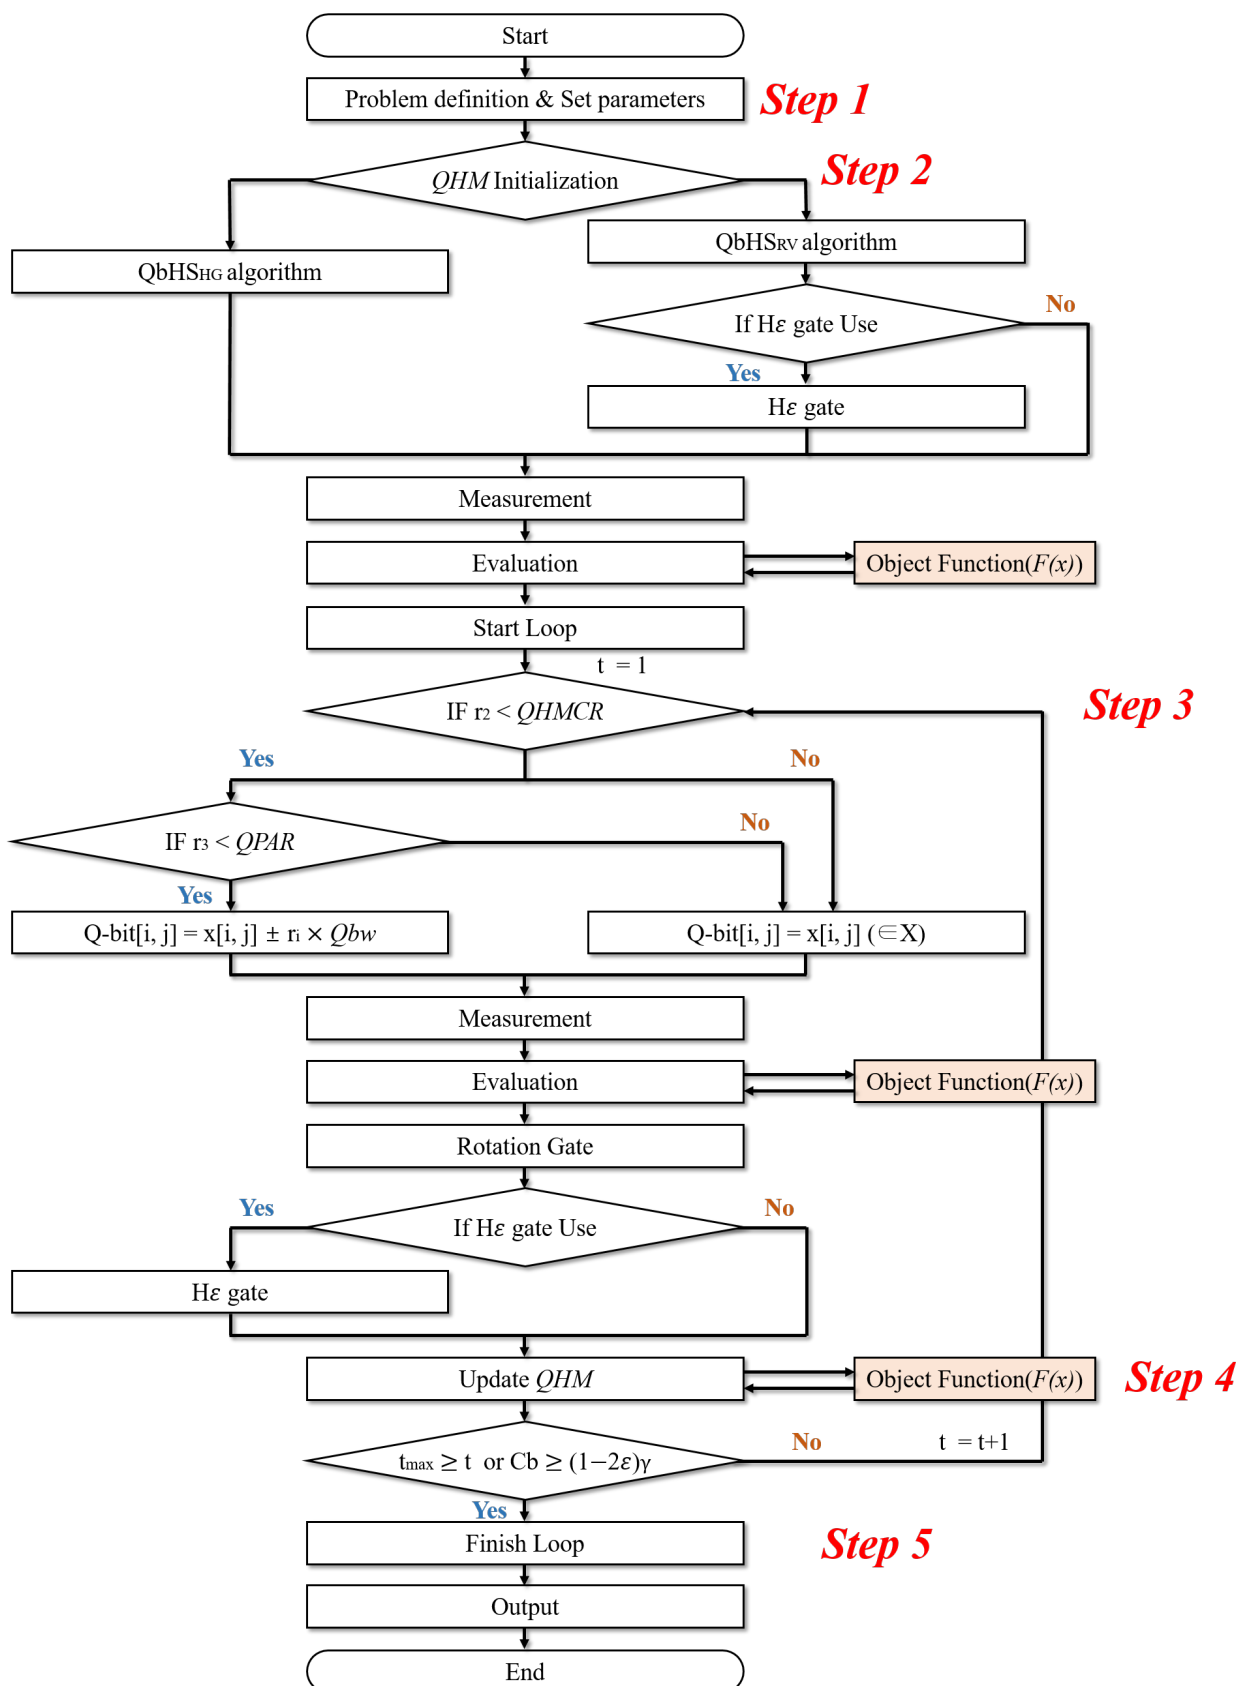 Start
Problem definition & Set parameters
Step 1
QHM Initialization
Step 2
QbHSRV algorithm
QbHSHG algorithm
If Hε gate Use
No
Yes
Hε gate
Measurement
Evaluation
Object Function(F(x))
Start Loop
t = 1
IF r2 < QHMCR
Step 3
Yes
No
IF r3 < QPAR
No
Yes
Q-bit[i, j] = x[i, j] ± r1 × Qbw
Q-bit[i, j] = x[i, j] (∈X)
Measurement
Evaluation
Object Function(F(x))
Rotation Gate
Yes
No
If Hε gate Use
Hε gate
Update QHM
Object Function(F(x))
Step 4
tmax ≥ t or Cb ≥ (1−2ε)γ
No
t = t+1
Yes
Finish Loop
Step 5
Output
End